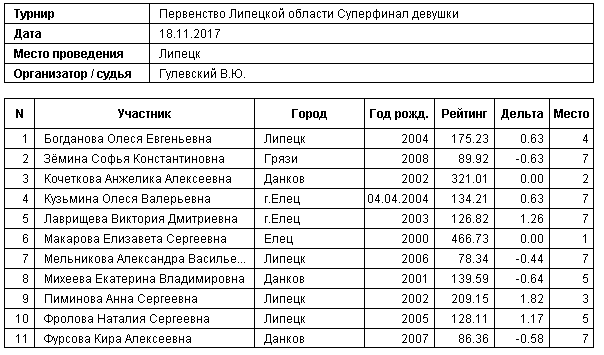 Турнир Первенство Липецкой области Суперфинал девушки
Дата 18.11.2017
Место проведения Липецк
Организатор / судья Гулевский В.Ю.
N Участник Город Год рожд. Рейтинг Дельта Место
1 Богданова Олеся Евгеньевна Липецк 2004 175.23 0.63 4
2 Зёмина Софья Константиновна Грязи 2008 89.92 -0.63 7
3 Кочеткова Анжелика Алексеевна Данков 2002 321.01 0.00 2
4 Кузьмина Олеся Валерьевна г.Елец 04.04.2004 134.21 0.63 7
5 Лаврищева Виктория Дмитриевна г.Елец 2003 126.82 1.26 7
6 Макарова Елизавета Сергеевна Елец 2000 466.73 0.00 1
7 Мельникова Александра Василье... Липецк 2006 78.34 -0.44 7
8 Михеева Екатерина Владимировна Данков 2001 139.59 -0.64 5
9 Пиминова Анна Сергеевна Липецк 2002 209.15 1.82 3
10 Фролова Наталия Сергеевна Липецк 2005 128.11 1.17 5
11 Фурсова Кира Алексеевна Данков 2007 86.36 -0.58 7